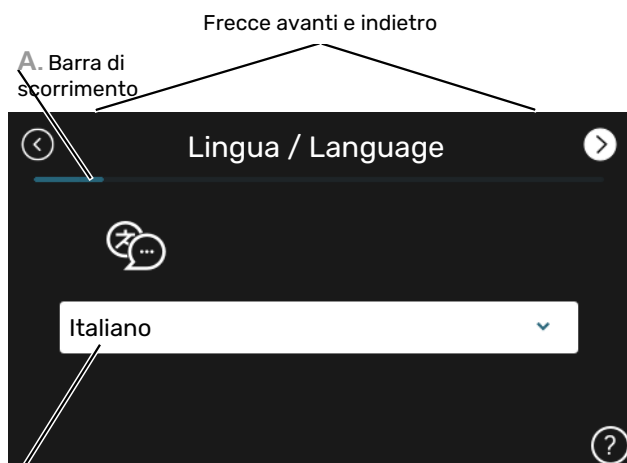 Frecce avanti e indietro
A. Barra di
scorrimento
Lingua / Language
Italiano
?